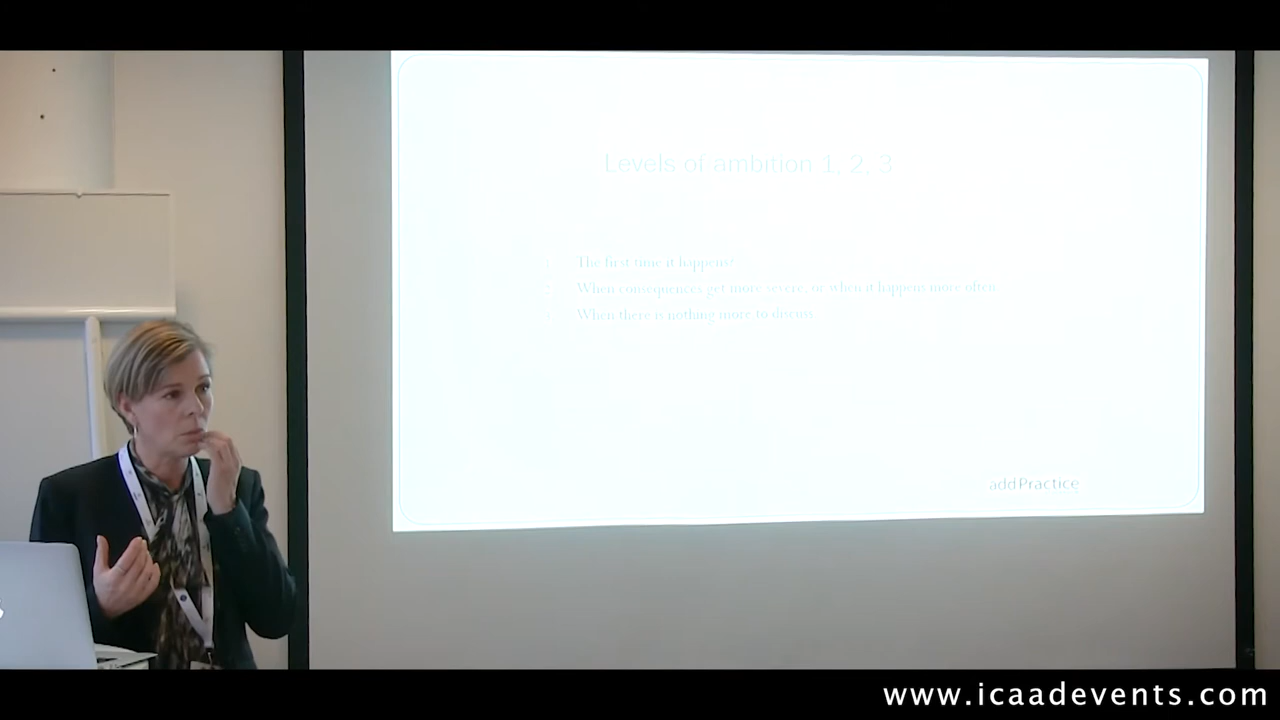 Levels of ambition 1, 2, 3
The first time it happens!
When consequences get more severe, or when it happens more often
When there is nothing more to discuss
addPractice
www.icaadevents.com